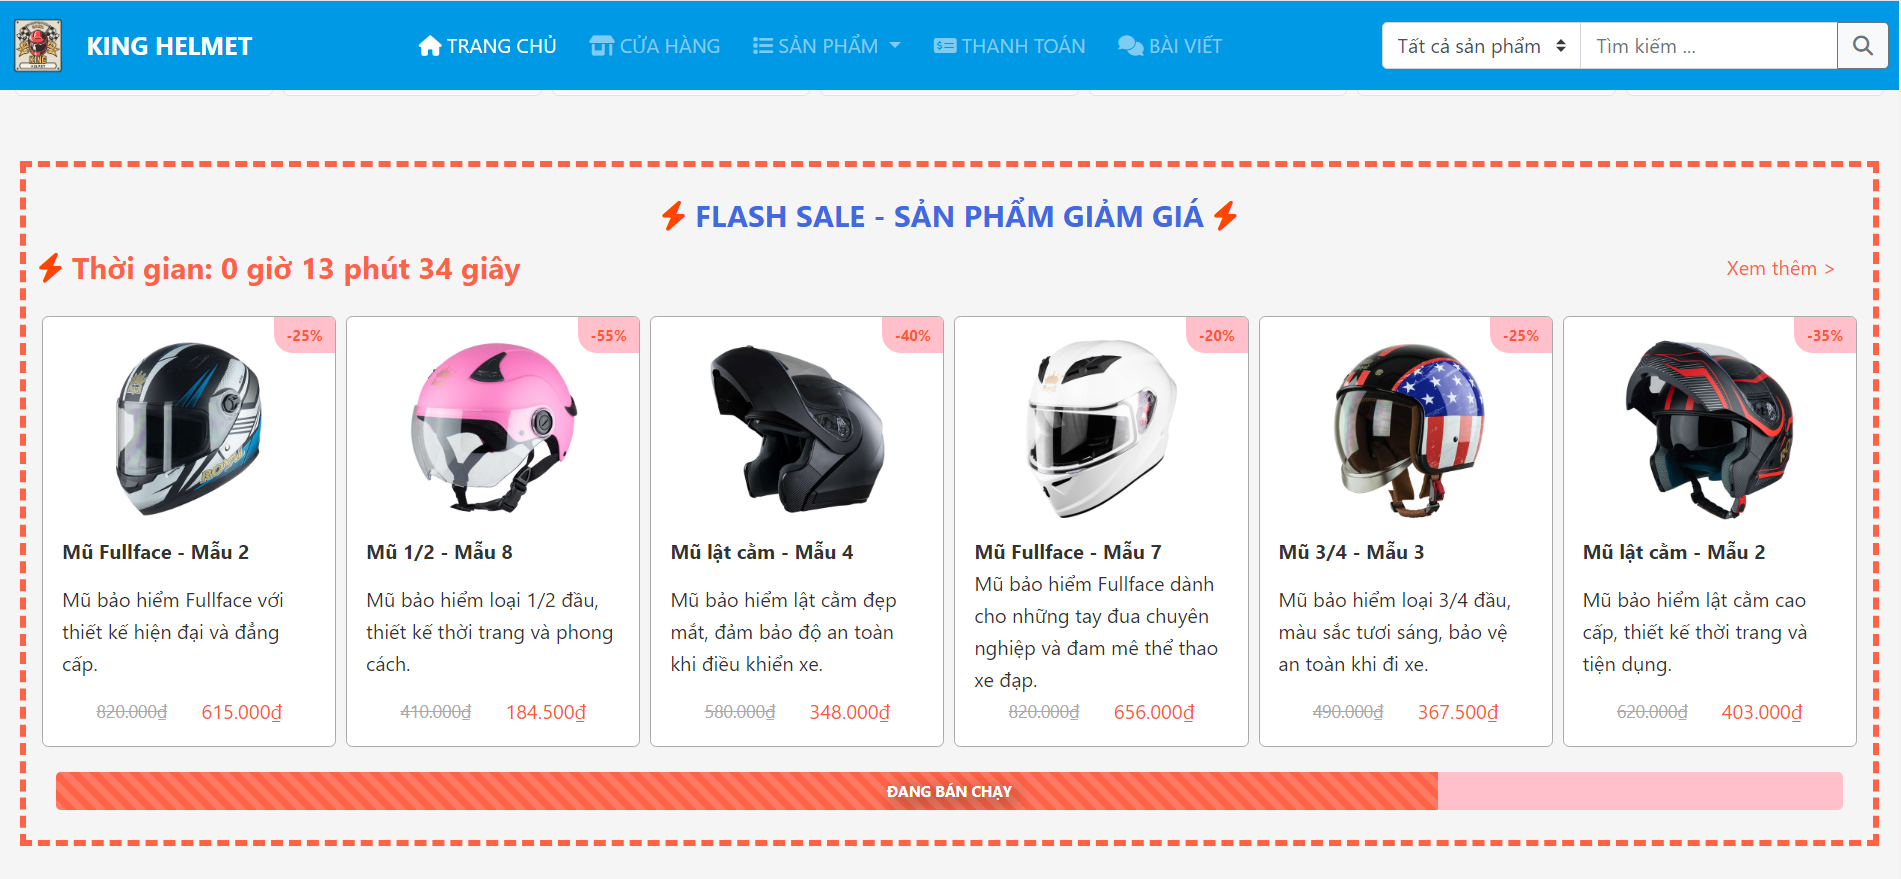 KING HELMET
TRANG CHỦ
CỬA HÀNG
SẢN PHẨM
THANH TOÁN
BÀI VIẾT
Tất cả sản phẩm
Tìm kiếm ...
FLASH SALE - SẢN PHẨM GIẢM GIÁ
Thời gian: 0 giờ 13 phút 34 giây
Xem thêm >
-25%
Mũ Fullface - Mẫu 2
Mũ bảo hiểm Fullface với
thiết kế hiện đại và đẳng
cấp.
820.000₫ 615.000₫
-55%
Mũ 1/2 - Mẫu 8
Mũ bảo hiểm loại 1/2 đầu,
thiết kế thời trang và phong
cách.
410.000₫ 184.500₫
-40%
Mũ lật cằm - Mẫu 4
Mũ bảo hiểm lật cằm đẹp
mắt, đảm bảo độ an toàn
khi điều khiển xe.
580.000₫ 348.000₫
-20%
Mũ Fullface - Mẫu 7
Mũ bảo hiểm Fullface dành
cho những tay đua chuyên
nghiệp và đam mê thể thao
xe đạp.
820.000₫ 656.000₫
-25%
Mũ 3/4 - Mẫu 3
Mũ bảo hiểm loại 3/4 đầu,
màu sắc tươi sáng, bảo vệ
an toàn khi đi xe.
490.000₫ 367.500₫
-35%
Mũ lật cằm - Mẫu 2
Mũ bảo hiểm lật cằm cao
cấp, thiết kế thời trang và
tiện dụng.
620.000₫ 403.000₫
ĐANG BÁN CHẠY